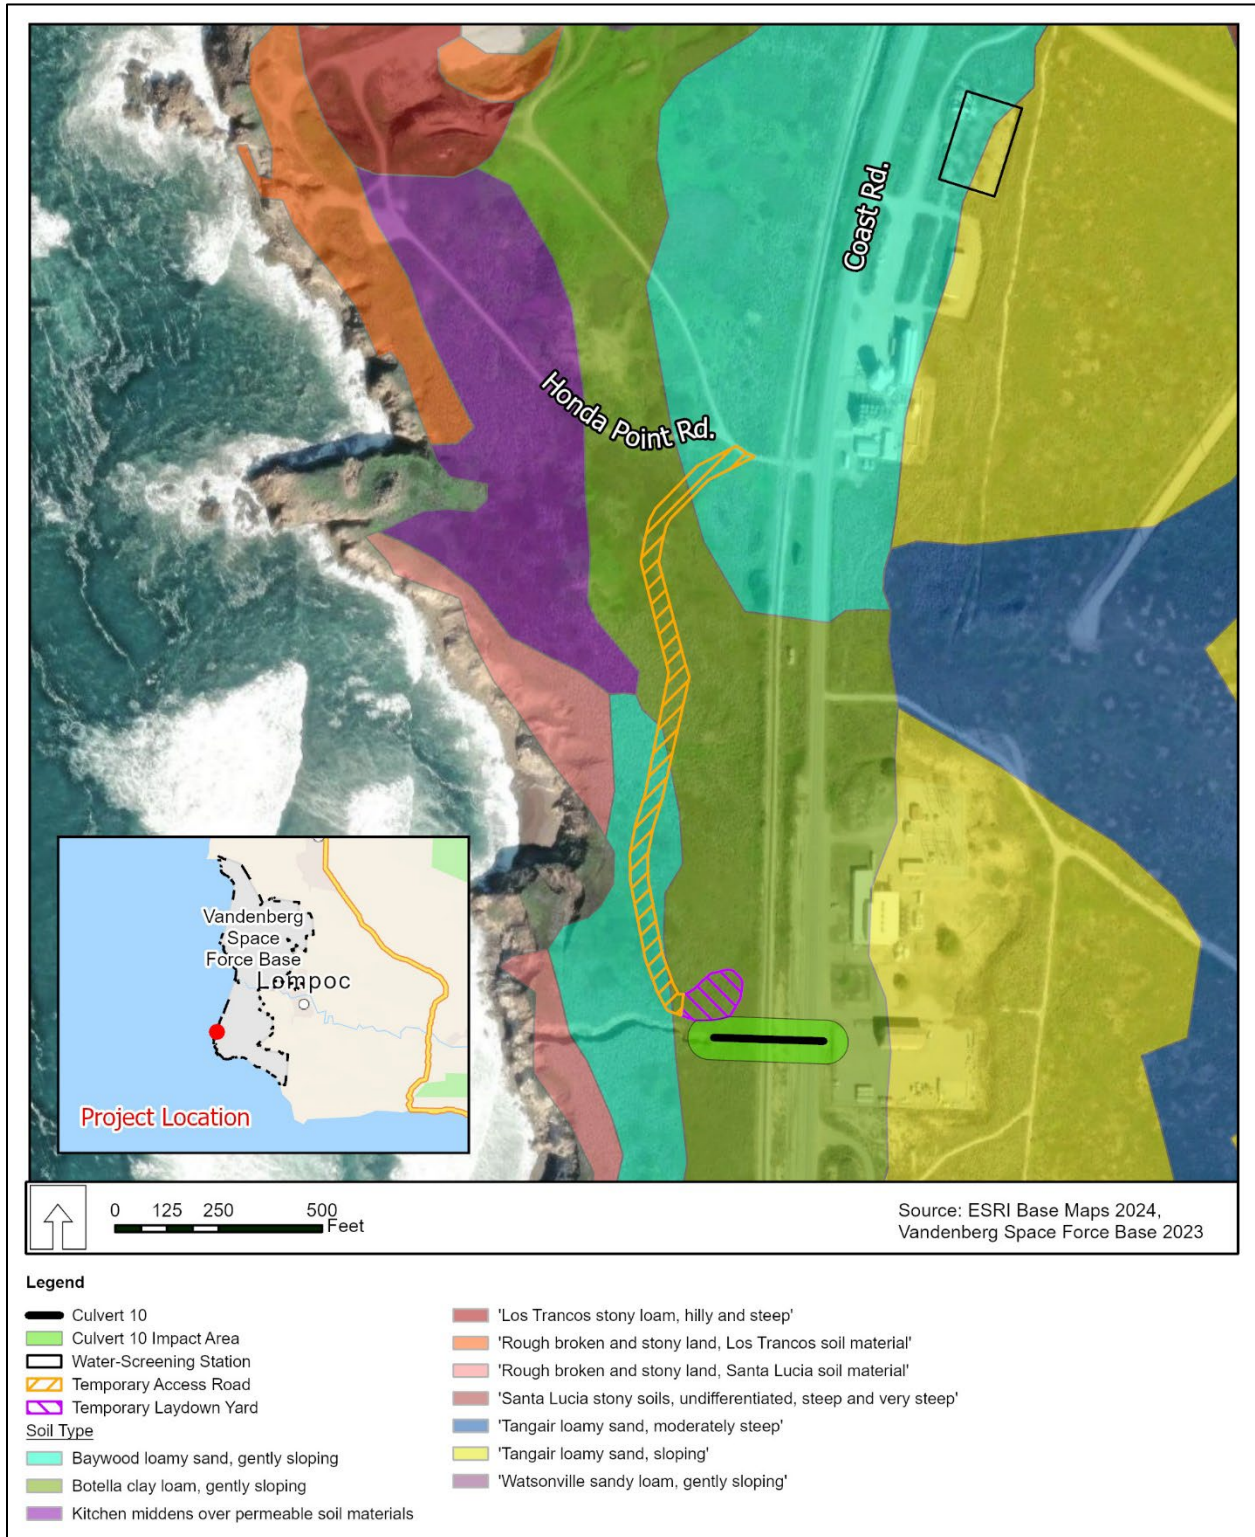 Coast Rd.
Honda Point Rd.
Vandenberg
Space
Force Base
Lompoc
Project Location
0 125 250 500
Feet
Source: ESRI Base Maps 2024,
Vandenberg Space Force Base 2023
Legend
Culvert 10
Culvert 10 Impact Area
Water-Screening Station
Temporary Access Road
Temporary Laydown Yard
Soil Type
Baywood loamy sand, gently sloping
Botella clay loam, gently sloping
Kitchen middens over permeable soil materials
'Los Trancos stony loam, hilly and steep'
'Rough broken and stony land, Los Trancos soil material'
'Rough broken and stony land, Santa Lucia soil material'
'Santa Lucia stony soils, undifferentiated, steep and very steep'
'Tangair loamy sand, moderately steep'
'Tangair loamy sand, sloping'
'Watsonville sandy loam, gently sloping'